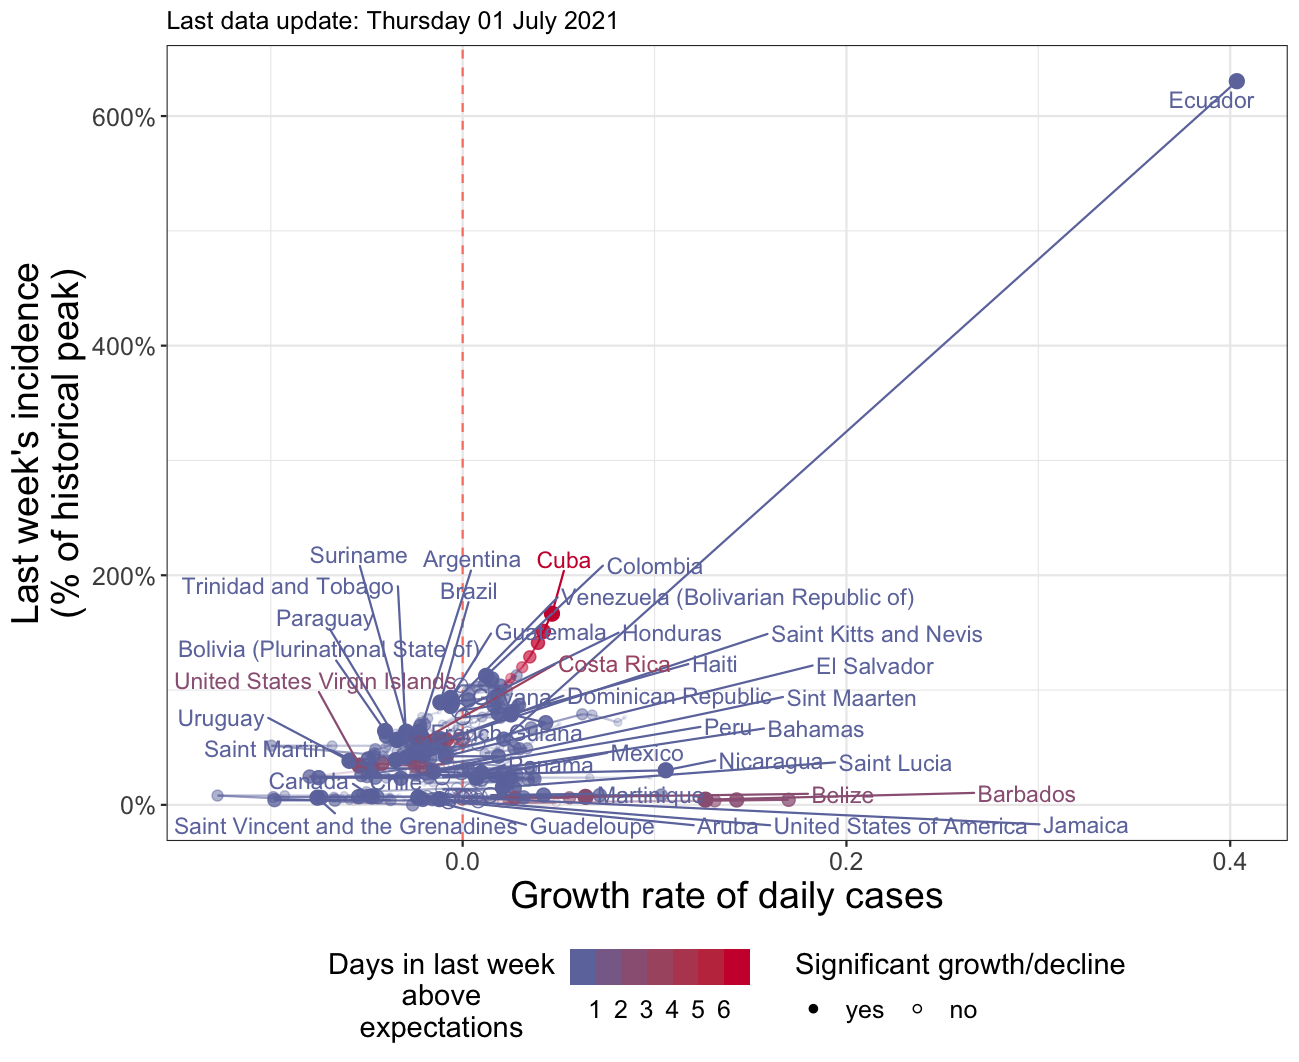 Last data update: Thursday 01 July 2021
Last week's incidence
(% of historical peak)
600%
400%
200%
0%
Ecuador
Suriname
Argentina
Cuba
Colombia
Trinidad and Tobago
Brazil
Venezuela (Bolivarian Republic of)
Paraguay
Guatemala
Honduras
Saint Kitts and Nevis
Bolivia (Plurinational State of)
Costa Rica
Haiti
El Salvador
United States Virgin Islands
Guyana
Dominican Republic
Sint Maarten
Uruguay
French Guiana
Peru
Bahamas
Saint Martin
Panama
Mexico
Nicaragua
Saint Lucia
Canada
Chile
Martinique
Belize
Barbados
Saint Vincent and the Grenadines
Guadeloupe
Aruba
United States of America
Jamaica
0.0
0.2
0.4
Growth rate of daily cases
Days in last week
above
expectations
1 2 3 4 5 6
Significant growth/decline
yes
no